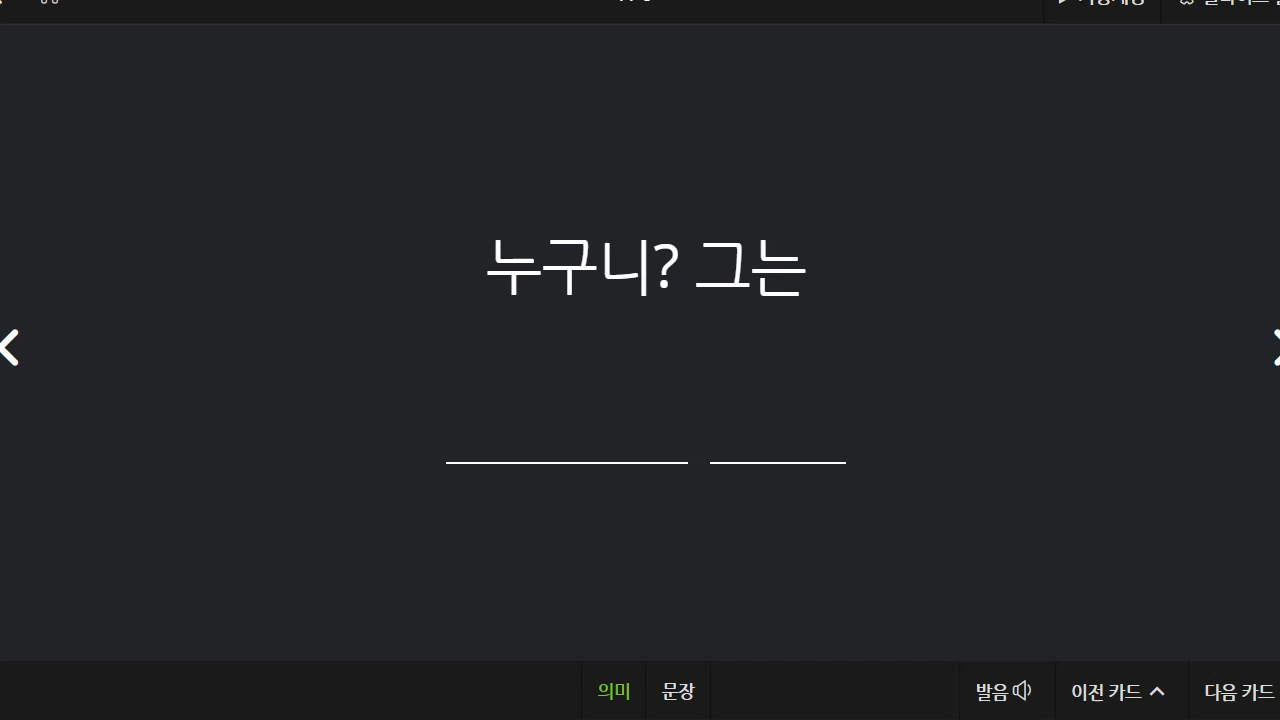 누구니? 그는
의미 문장 발음 이전 카드 다음 카드